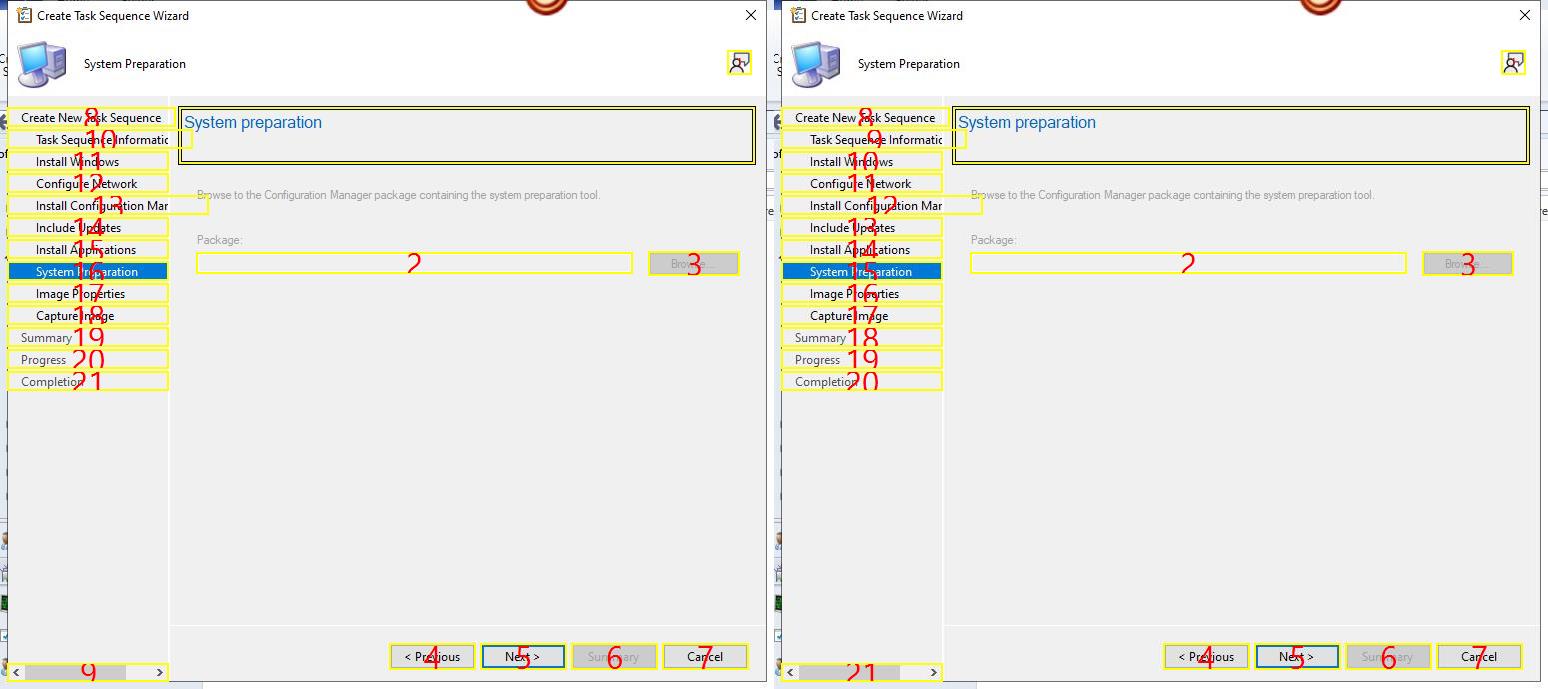 Create Task Sequence Wizard
System Preparation
Create New Task Sequence
Task Sequence Informatic
Install Windows
Configure Network
Install Configuration Mar
Include Updates
Install Applications
System Preparation
Image Properties
Capture Image
Summary
Progress
Completion
8
10
11
12
13
14
15
16
17
18
19
20
21
9
System preparation
Browse to the Configuration Manager package containing the system preparation tool.
Package:
2
Browse...
3
< Previous
4
Next >
5
Summary
6
Cancel
7
Create Task Sequence Wizard
System Preparation
Create New Task Sequence
Task Sequence Informatic
Install Windows
Configure Network
Install Configuration Mar
Include Updates
Install Applications
System Preparation
Image Properties
Capture Image
Summary
Progress
Completion
8
9
10
11
12
13
14
15
16
17
18
19
20
21
System preparation
Browse to the Configuration Manager package containing the system preparation tool.
Package:
2
Browse...
3
< Previous
4
Next >
5
Summary
6
Cancel
7